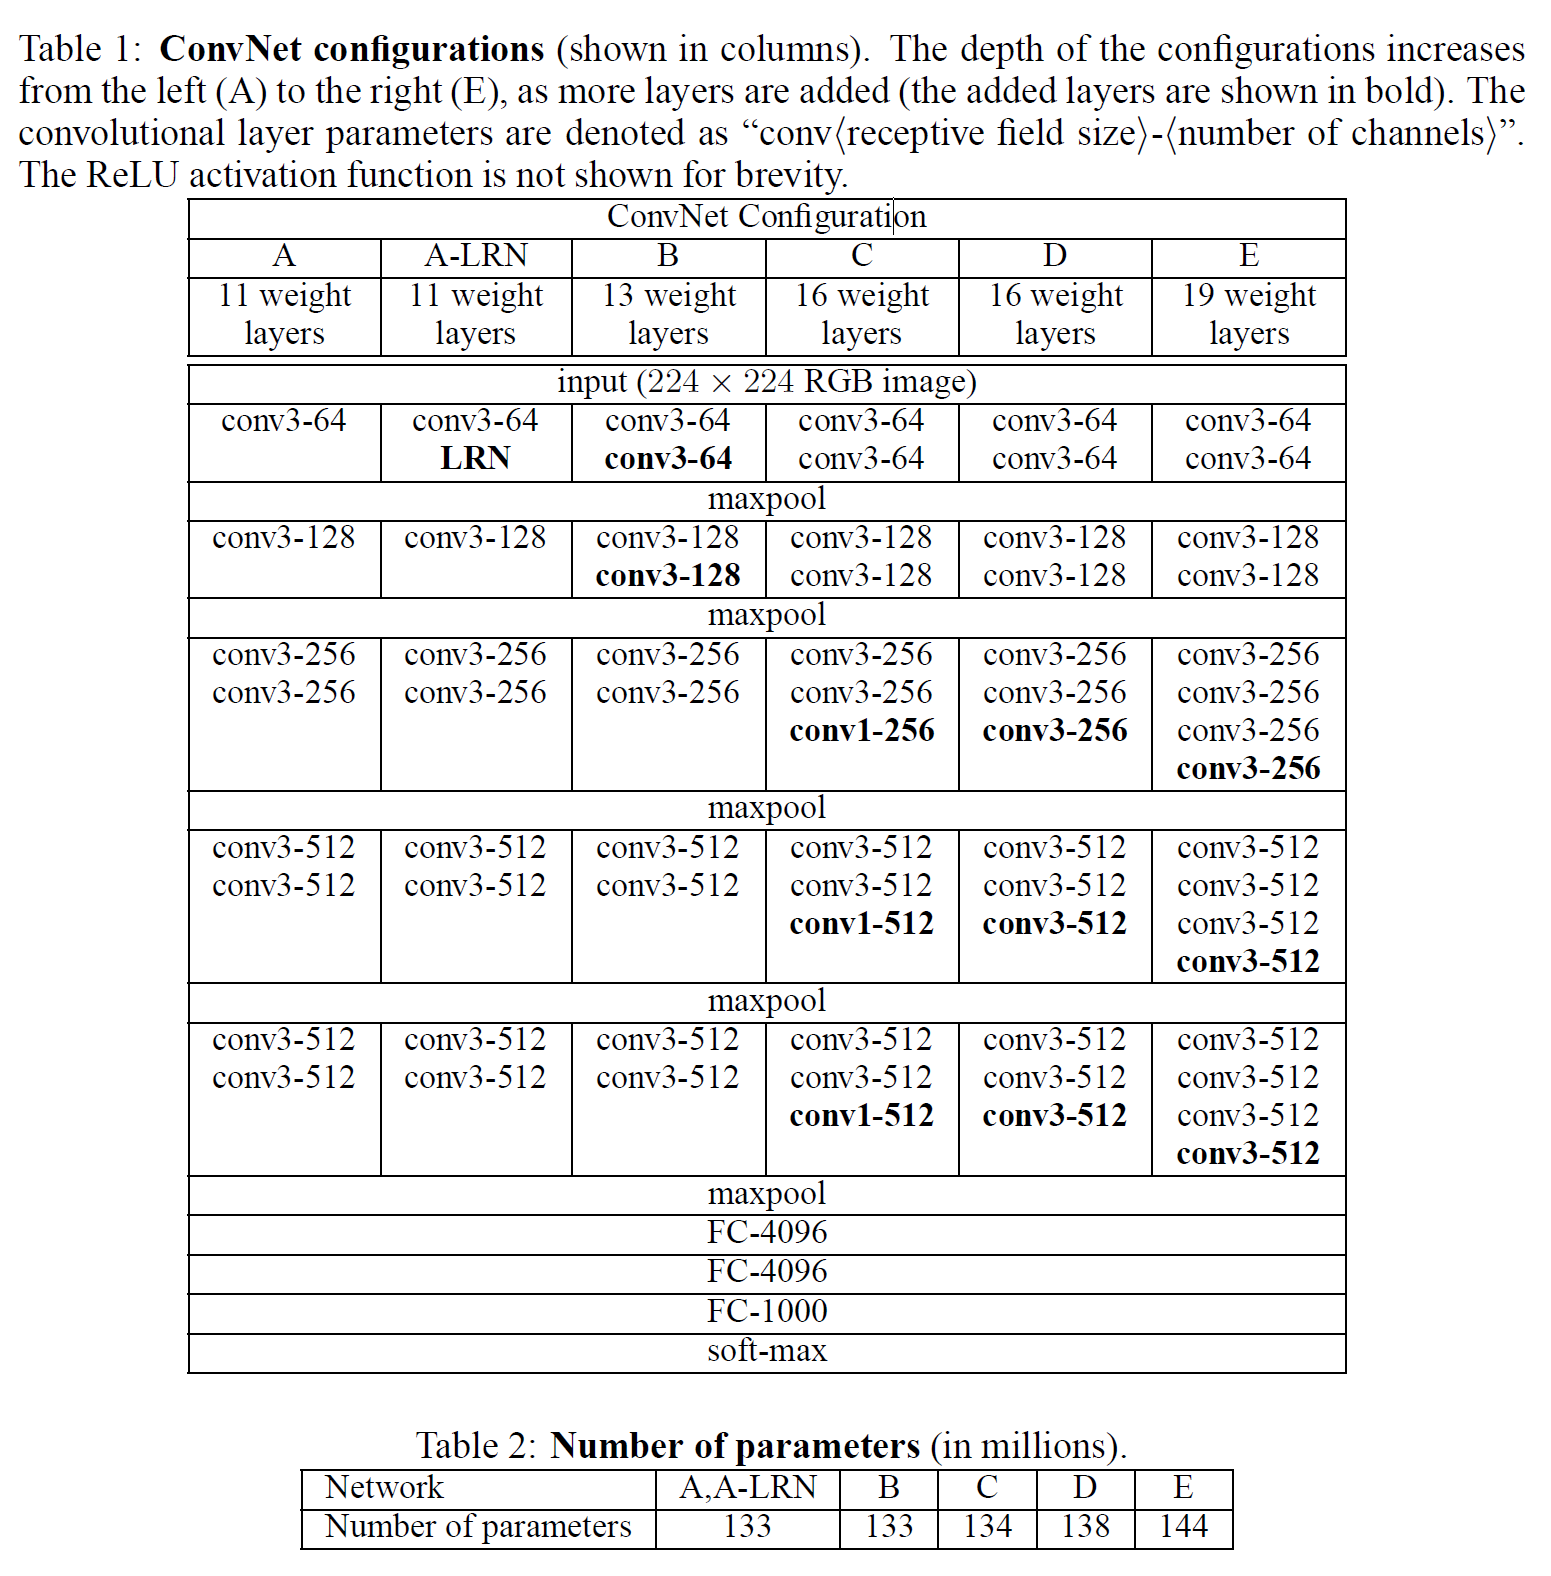 Table 1: ConvNet configurations (shown in columns). The depth of the configurations increases
from the left (A) to the right (E), as more layers are added (the added layers are shown in bold). The
convolutional layer parameters are denoted as “conv⟨receptive field size⟩-⟨number of channels⟩”.
The ReLU activation function is not shown for brevity.
ConvNet Configuration
A A-LRN B C D E
11 weight 11 weight 13 weight 16 weight 16 weight 19 weight
layers layers layers layers layers layers
input (224 × 224 RGB image)
conv3-64 conv3-64 conv3-64 conv3-64 conv3-64 conv3-64
LRN conv3-64 conv3-64 conv3-64 conv3-64
maxpool
conv3-128 conv3-128 conv3-128 conv3-128 conv3-128 conv3-128
conv3-128 conv3-128 conv3-128 conv3-128
maxpool
conv3-256 conv3-256 conv3-256 conv3-256 conv3-256 conv3-256
conv3-256 conv3-256 conv3-256 conv3-256 conv3-256 conv3-256
conv1-256 conv3-256 conv3-256
conv3-256
maxpool
conv3-512 conv3-512 conv3-512 conv3-512 conv3-512 conv3-512
conv3-512 conv3-512 conv3-512 conv3-512 conv3-512 conv3-512
conv1-512 conv3-512 conv3-512
conv3-512
maxpool
conv3-512 conv3-512 conv3-512 conv3-512 conv3-512 conv3-512
conv3-512 conv3-512 conv3-512 conv3-512 conv3-512 conv3-512
conv1-512 conv3-512 conv3-512
conv3-512
maxpool
FC-4096
FC-4096
FC-1000
soft-max
Table 2: Number of parameters (in millions).
Network A,A-LRN B C D E
Number of parameters 133 133 134 138 144